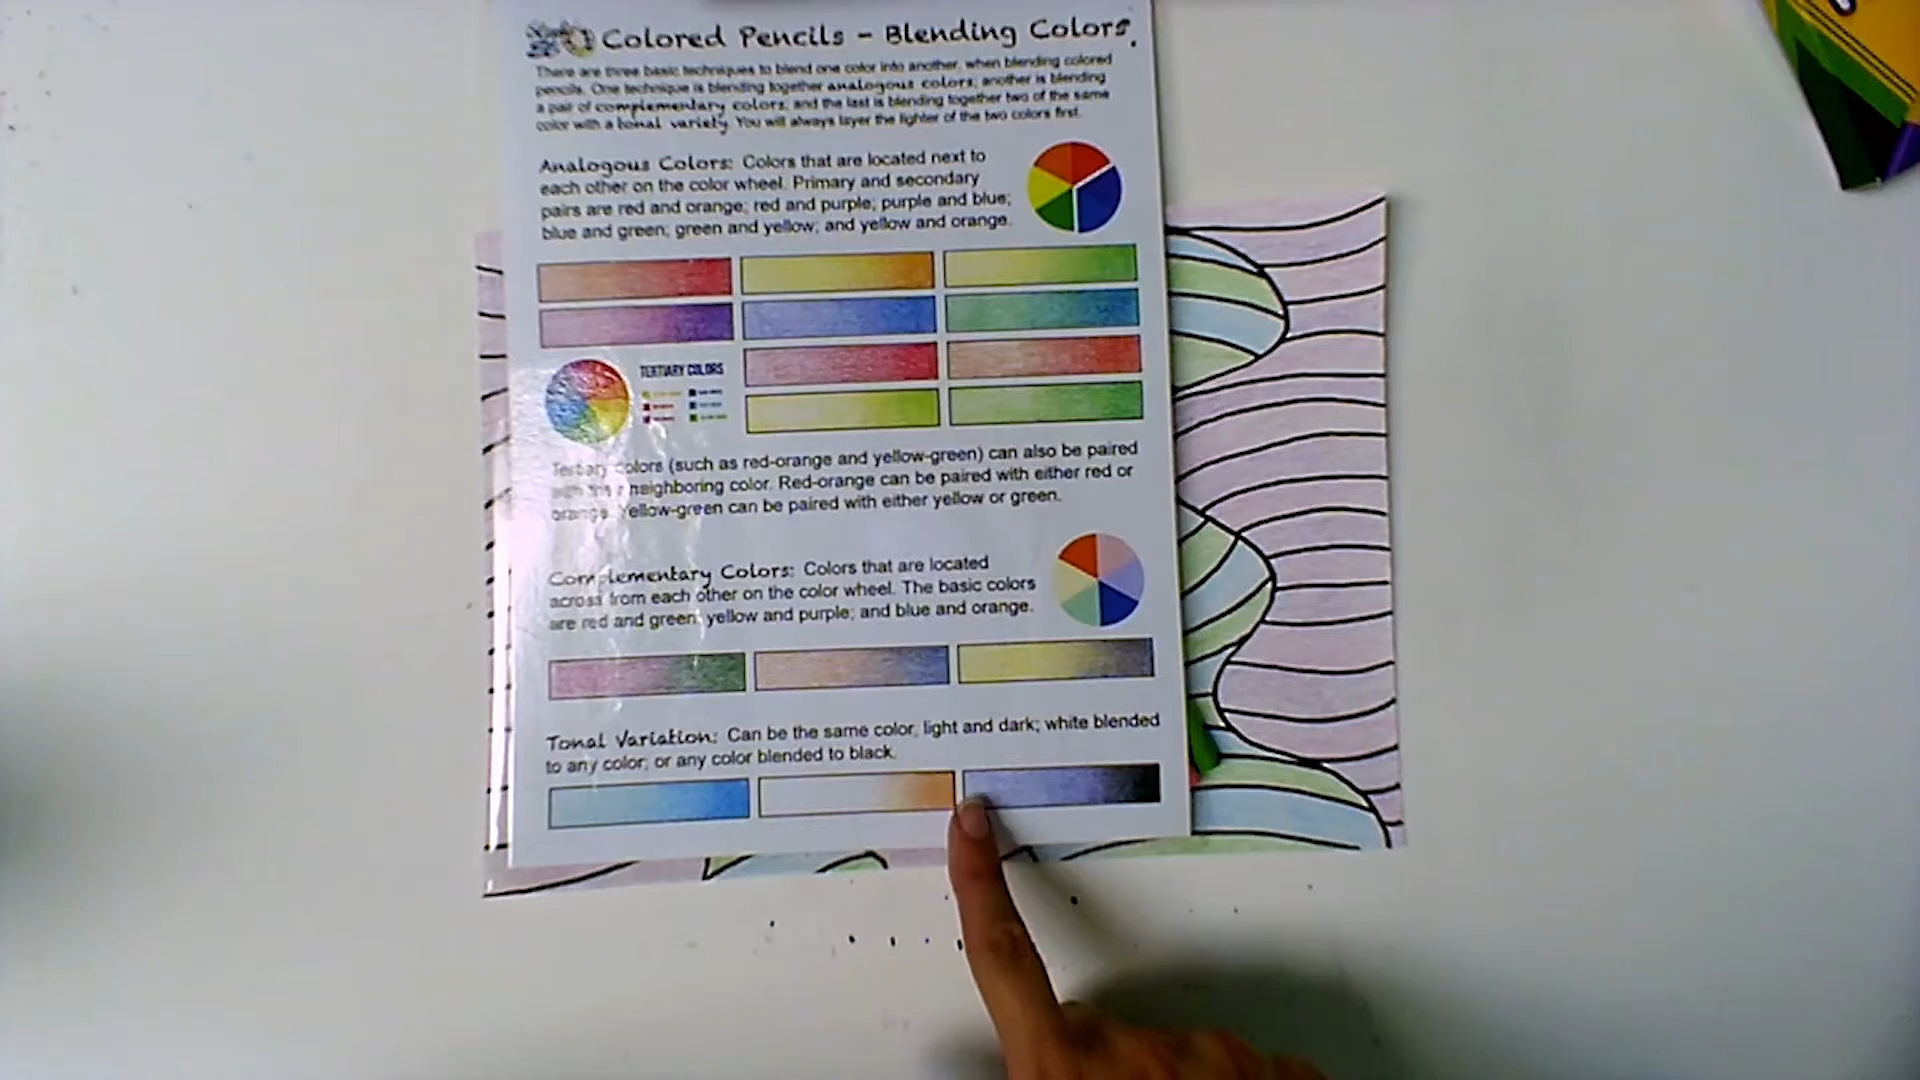 Colored Pencils - Blending Colors.
There are three basic techniques to blend one color into another, when blending colored
pencils. One technique is blending together analogous colors; another is blending
a pair of complementary colors; and the last is blending together two of the same
color with a tonal variety. You will always layer the lighter of the two colors first.
Analogous Colors: Colors that are located next to
each other on the color wheel. Primary and secondary
pairs are red and orange; red and purple; purple and blue;
blue and green; green and yellow; and yellow and orange.
TERTIARY COLORS
Tertiary colors (such as red-orange and yellow-green) can also be paired
neighboring color. Red-orange can be paired with either red or
orange. Yellow-green can be paired with either yellow or green.
Complementary Colors: Colors that are located
across from each other on the color wheel. The basic colors
are red and green; yellow and purple; and blue and orange.
Tonal Variation: Can be the same color, light and dark; white blended
to any color; or any color blended to black.